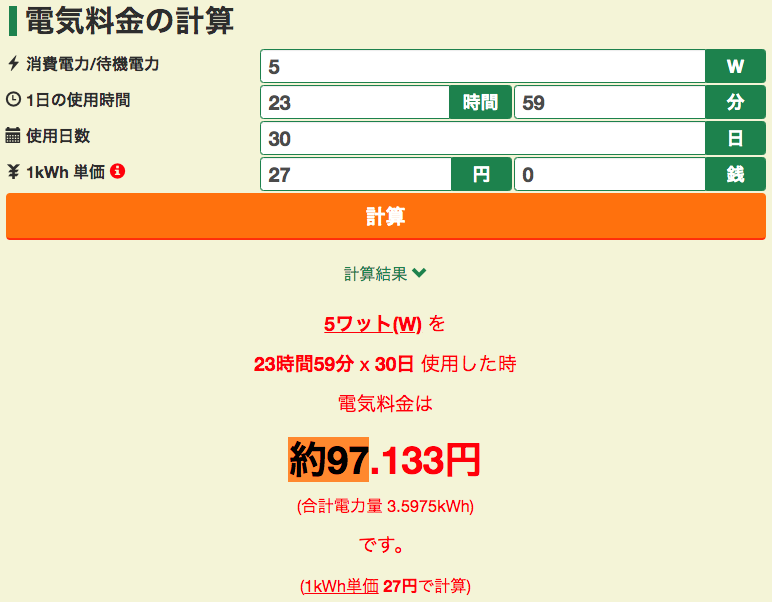 電気料金の計算
消費電力/待機電力 5 W
1日の使用時間 23 時間 59 分
使用日数 30 日
1kWh 単価 27 円 0 銭
計算
計算結果
5ワット(W) を
23時間59分 x 30日 使用した時
電気料金は
約97.133円
(合計電力量 3.5975kWh)
です。
(1kWh単価 27円で計算)